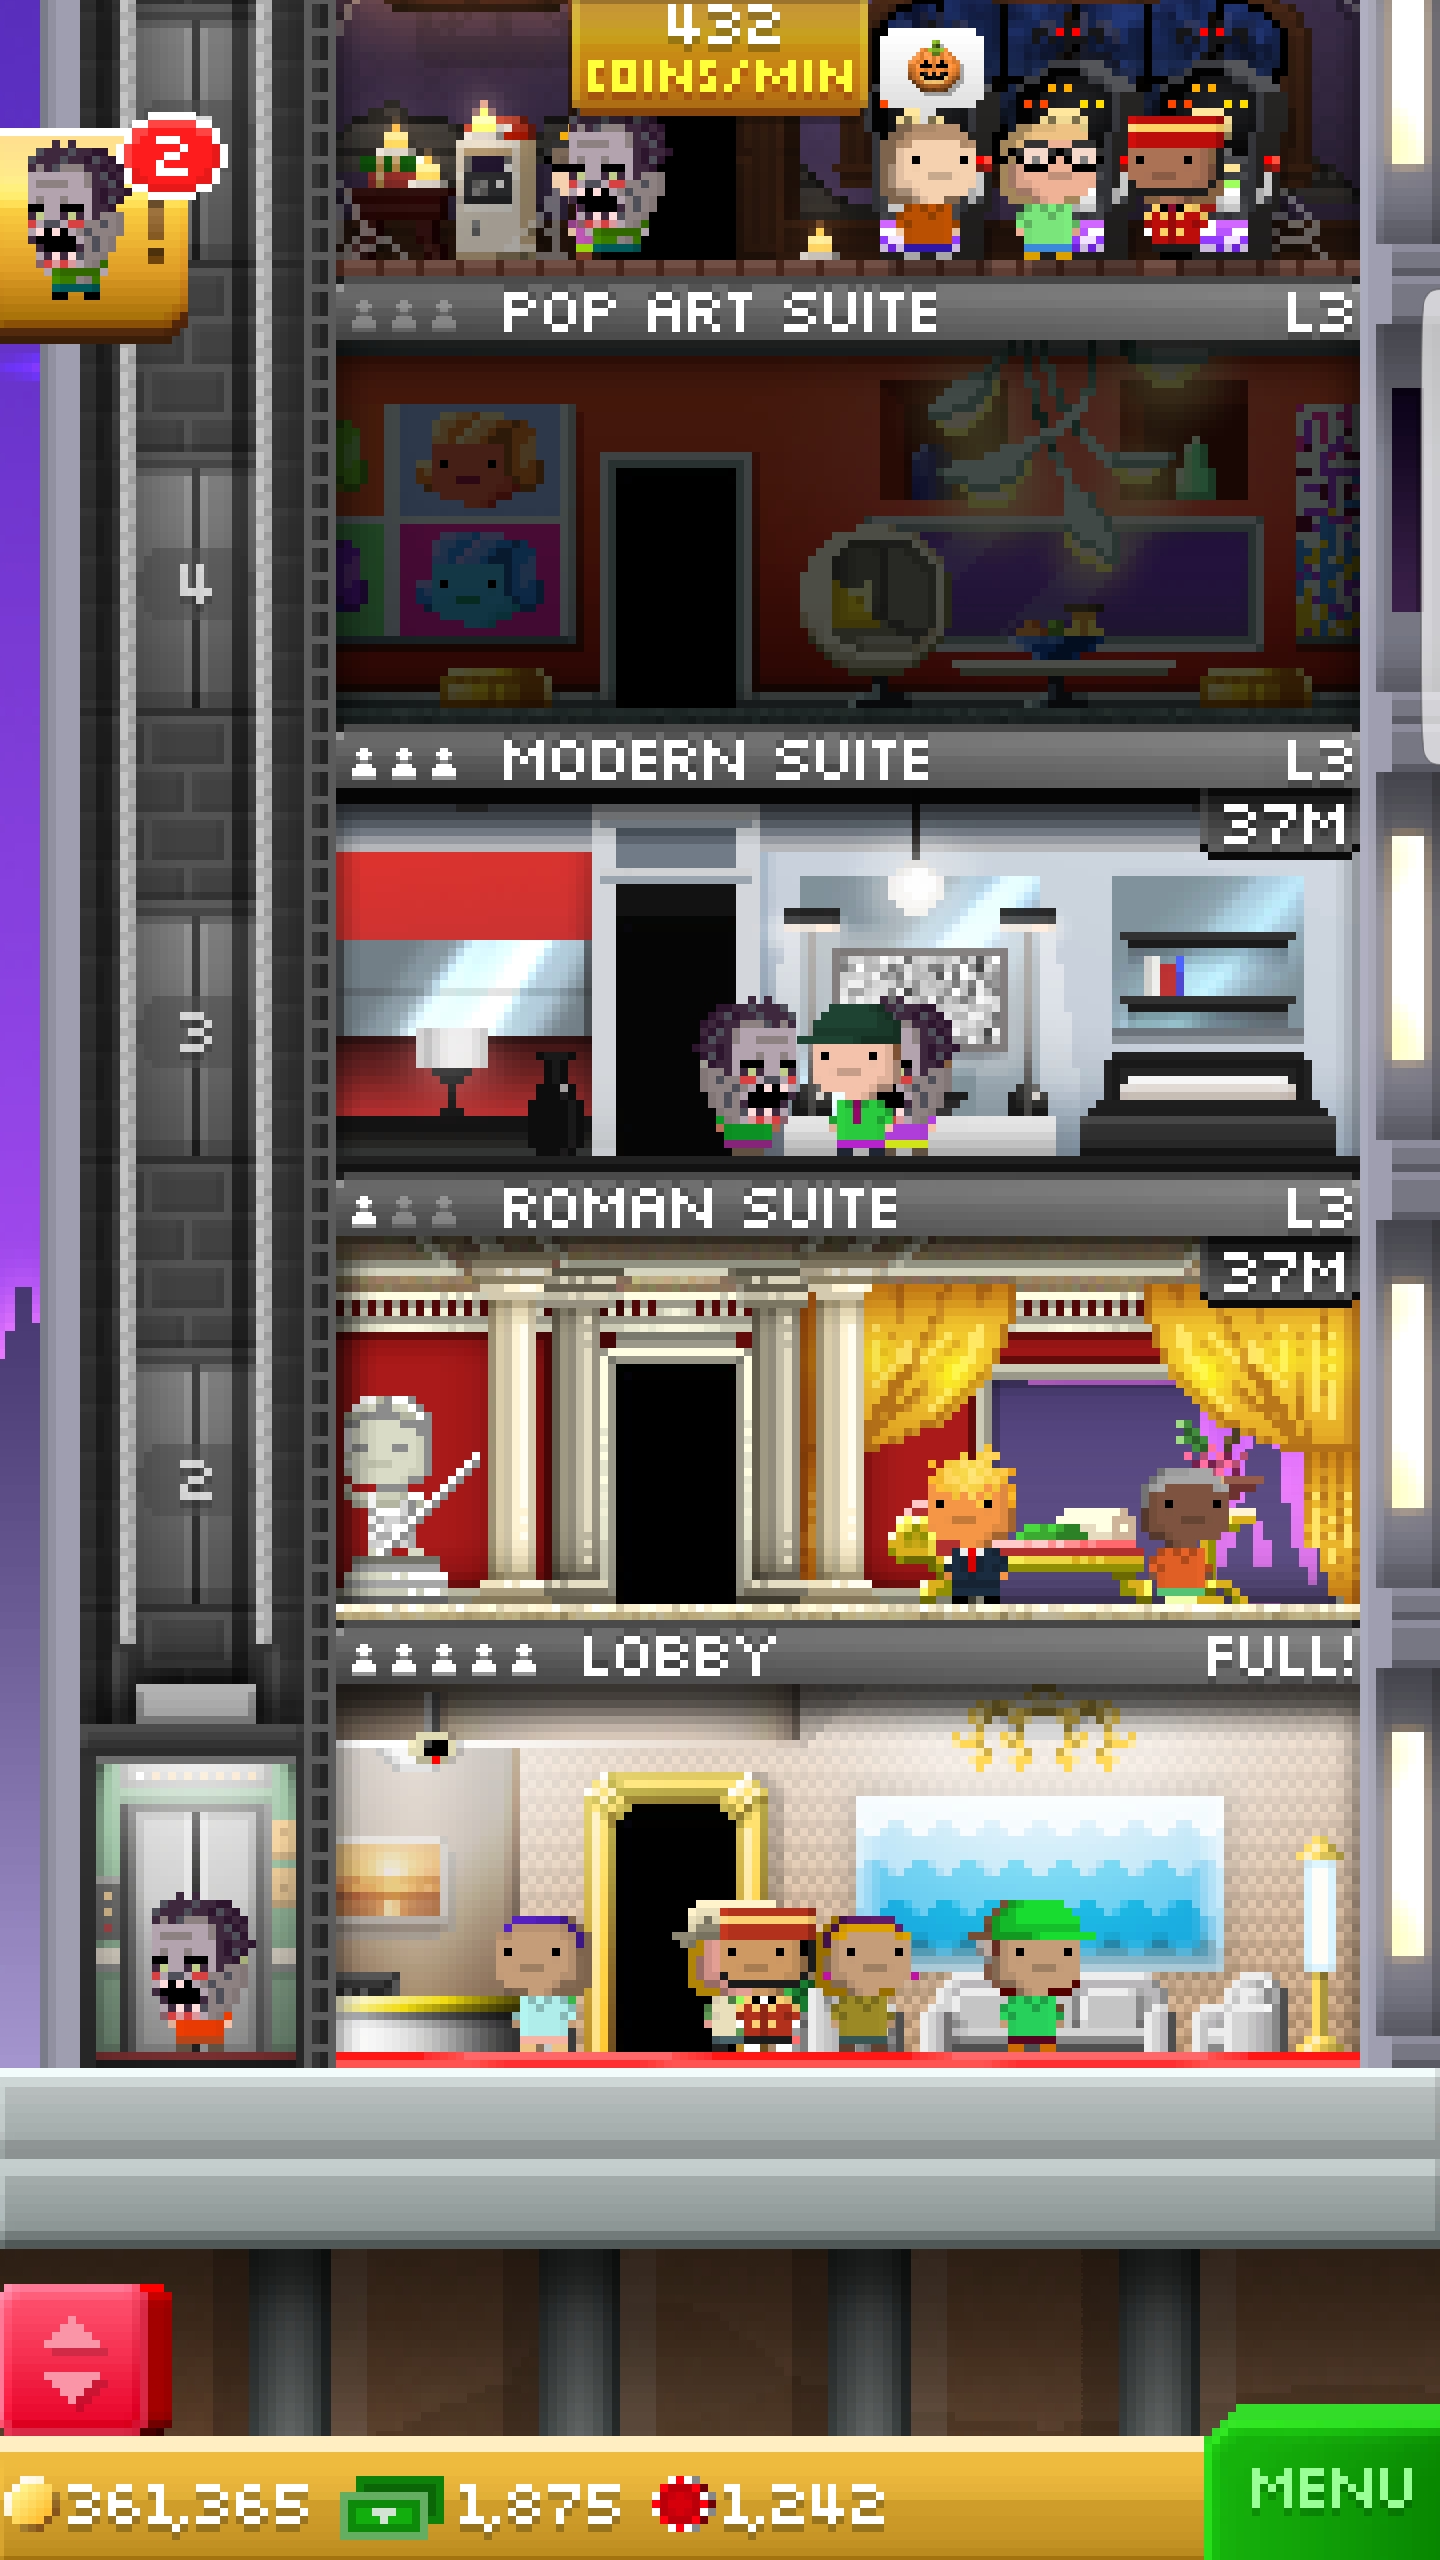 432
COINS/MIN
2
!
POP ART SUITE L3
4
MODERN SUITE L3
37M
3
ROMAN SUITE L3
37M
2
LOBBY FULL!
361,365 1,875 1,242
MENU